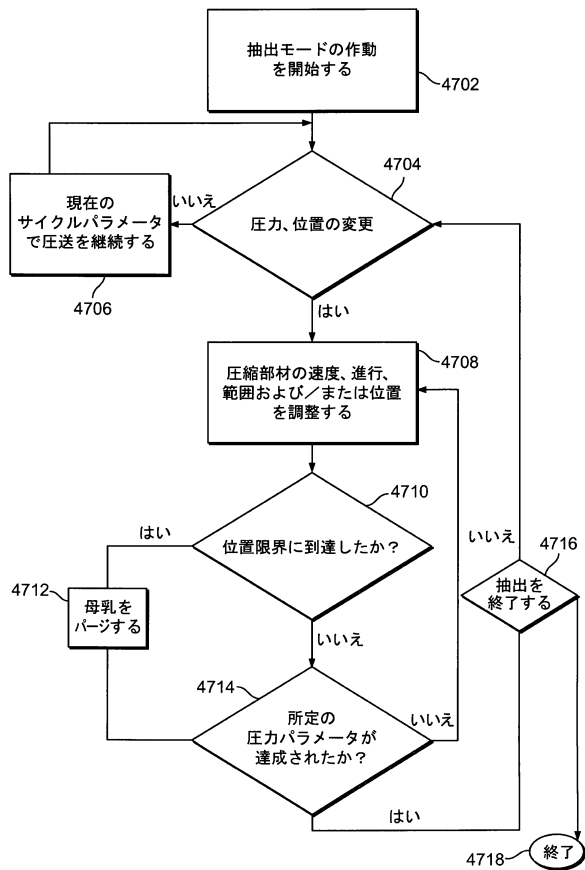 抽出モードの作動
を開始する
4702
4704
圧力、位置の変更
いいえ
現在の
サイクルパラメータ
で圧送を継続する
4706
はい
4708
圧縮部材の速度、進行、
範囲および／または位置
を調整する
4710
位置限界に到達したか？
はい
4712
母乳を
パージする
いいえ
4714
所定の
圧力パラメータが
達成されたか？
いいえ
はい
いいえ
4716
抽出を
終了する
4718
終了